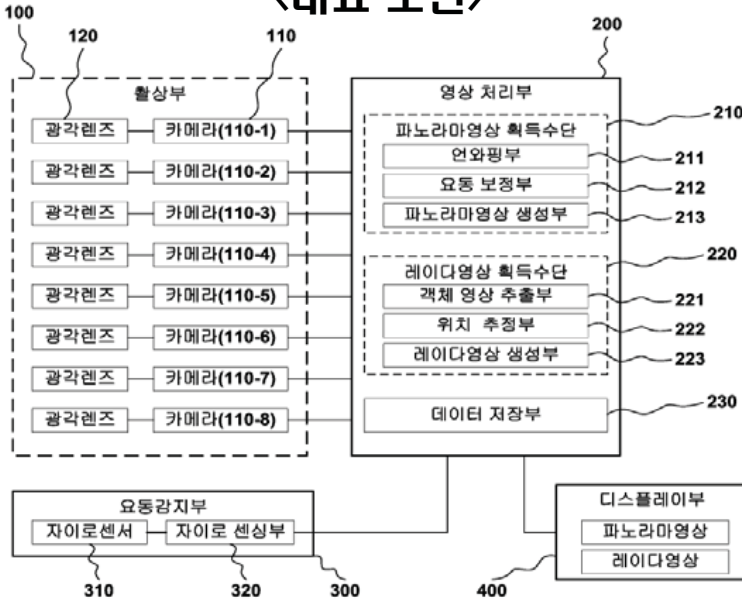 <대표 도면>
100
120
110
200
촬상부
광각렌즈 카메라(110-1)
광각렌즈 카메라(110-2)
광각렌즈 카메라(110-3)
광각렌즈 카메라(110-4)
광각렌즈 카메라(110-5)
광각렌즈 카메라(110-6)
광각렌즈 카메라(110-7)
광각렌즈 카메라(110-8)
영상 처리부
파노라마영상 획득수단
210
언와핑부
211
요동 보정부
212
파노라마영상 생성부
213
레이다영상 획득수단
220
객체 영상 추출부
221
위치 추정부
222
레이다영상 생성부
223
데이터 저장부
230
요동감지부
자이로센서 자이로 센싱부
310
320
300
디스플레이부
파노라마영상
레이다영상
400